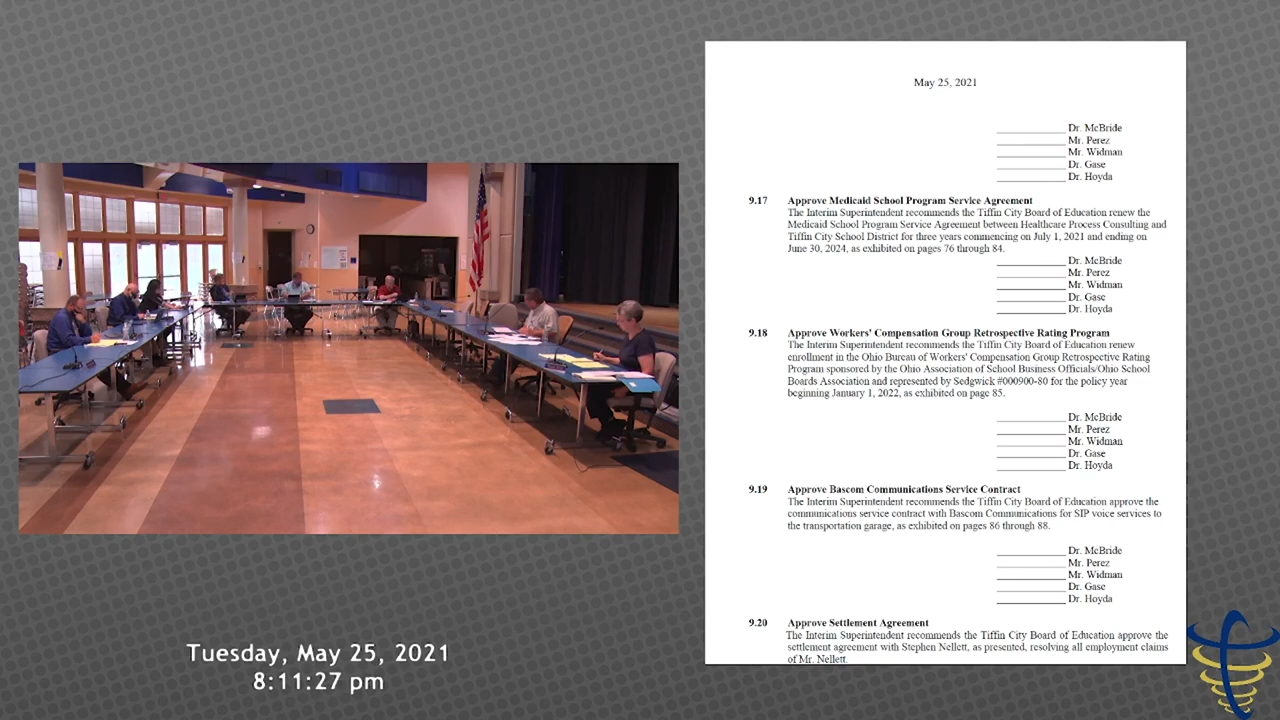 May 25, 2021
Dr. McBride
Mr. Perez
Mr. Widman
Dr. Gase
Dr. Hoyda
9.17 Approve Medicaid School Program Service Agreement
The Interim Superintendent recommends the Tiffin City Board of Education renew the
Medicaid School Program Service Agreement between Healthcare Process Consulting and
Tiffin City School District for three years commencing on July 1, 2021 and ending on
June 30, 2024, as exhibited on pages 76 through 84.
Dr. McBride
Mr. Perez
Mr. Widman
Dr. Gase
Dr. Hoyda
9.18 Approve Workers' Compensation Group Retrospective Rating Program
The Interim Superintendent recommends the Tiffin City Board of Education renew
enrollment in the Ohio Bureau of Workers' Compensation Group Retrospective Rating
Program sponsored by the Ohio Association of School Business Officials/Ohio School
Boards Association and represented by Sedgwick #000900-80 for the policy year
beginning January 1, 2022, as exhibited on page 85.
Dr. McBride
Mr. Perez
Mr. Widman
Dr. Gase
Dr. Hoyda
9.19 Approve Bascom Communications Service Contract
The Interim Superintendent recommends the Tiffin City Board of Education approve the
communications service contract with Bascom Communications for SIP voice services to
the transportation garage, as exhibited on pages 86 through 88.
Dr. McBride
Mr. Perez
Mr. Widman
Dr. Gase
Dr. Hoyda
9.20 Approve Settlement Agreement
The Interim Superintendent recommends the Tiffin City Board of Education approve the
settlement agreement with Stephen Nellett, as presented, resolving all employment claims
of Mr. Nellett.
Tuesday, May 25, 2021
8:11:27 pm